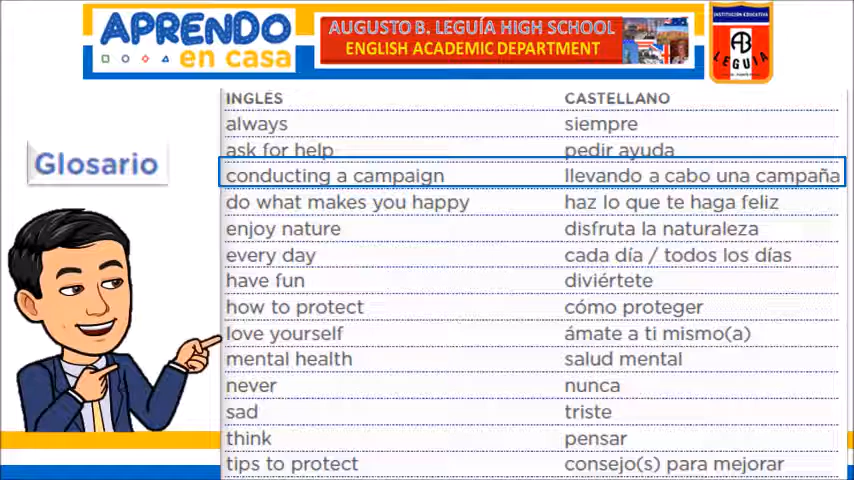 APRENDO
en casa
AUGUSTO B. LEGUÍA HIGH SCHOOL
ENGLISH ACADEMIC DEPARTMENT
INSTITUCIÓN EDUCATIVA
AB
LEGUIA
Glosario
INGLÉS CASTELLANO
always siempre
ask for help pedir ayuda
conducting a campaign llevando a cabo una campaña
do what makes you happy haz lo que te haga feliz
enjoy nature disfruta la naturaleza
every day cada día / todos los días
have fun diviértete
how to protect cómo proteger
love yourself ámate a ti mismo(a)
mental health salud mental
never nunca
sad triste
think pensar
tips to protect consejo(s) para mejorar